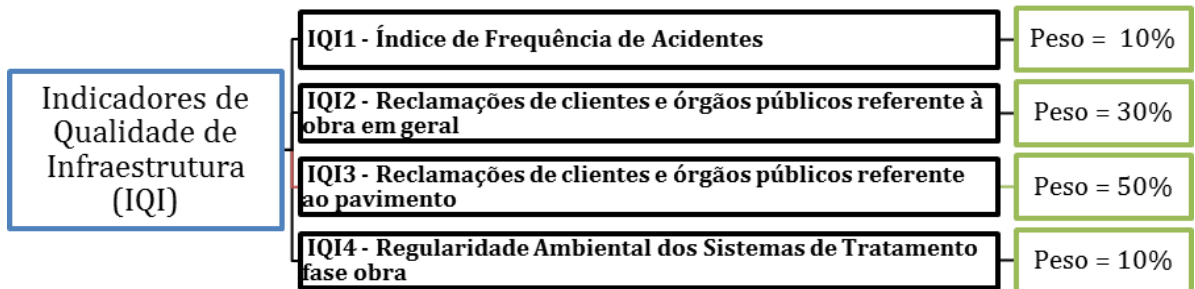 Indicadores de
Qualidade de
Infraestrutura
(IQI)
IQI1 - Índice de Frequência de Acidentes
Peso = 10%
IQI2 - Reclamações de clientes e órgãos públicos referente à
obra em geral
Peso = 30%
IQI3 - Reclamações de clientes e órgãos públicos referente
ao pavimento
Peso = 50%
IQI4 - Regularidade Ambiental dos Sistemas de Tratamento
fase obra
Peso = 10%